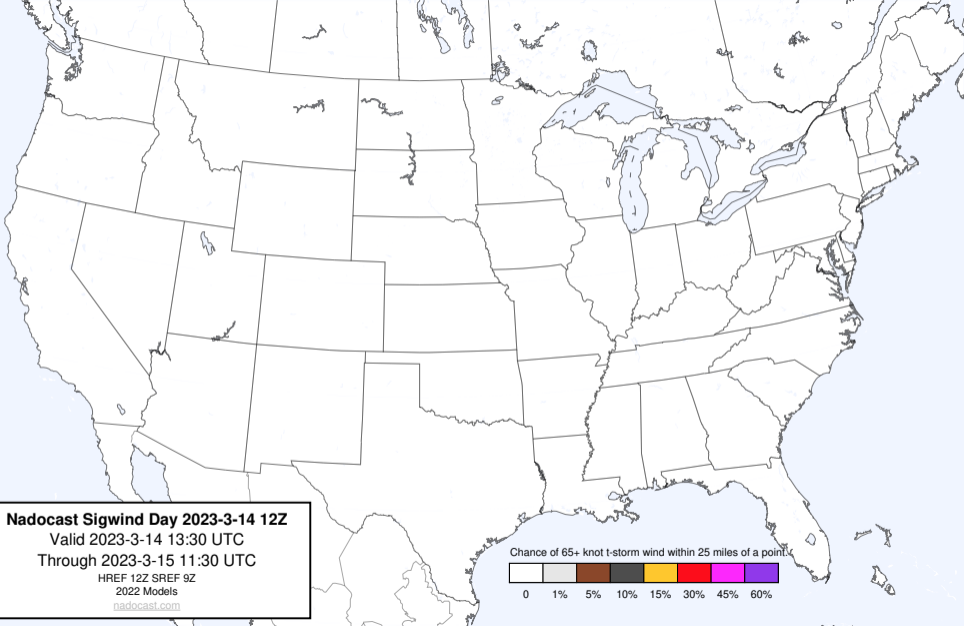 Nadocast Sigwind Day 2023-3-14 12Z
Valid 2023-3-14 13:30 UTC
Through 2023-3-15 11:30 UTC
HREF 12Z SREF 9Z
2022 Models
nadocast.com
Chance of 65+ knot t-storm wind within 25 miles of a point.
0 1% 5% 10% 15% 30% 45% 60%